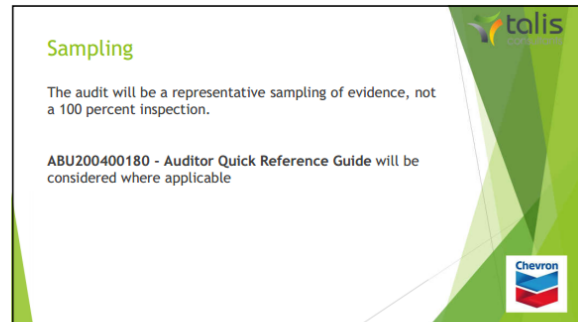 talis
consultants
Sampling
The audit will be a representative sampling of evidence, not
a 100 percent inspection.
ABU200400180 - Auditor Quick Reference Guide will be
considered where applicable
Chevron